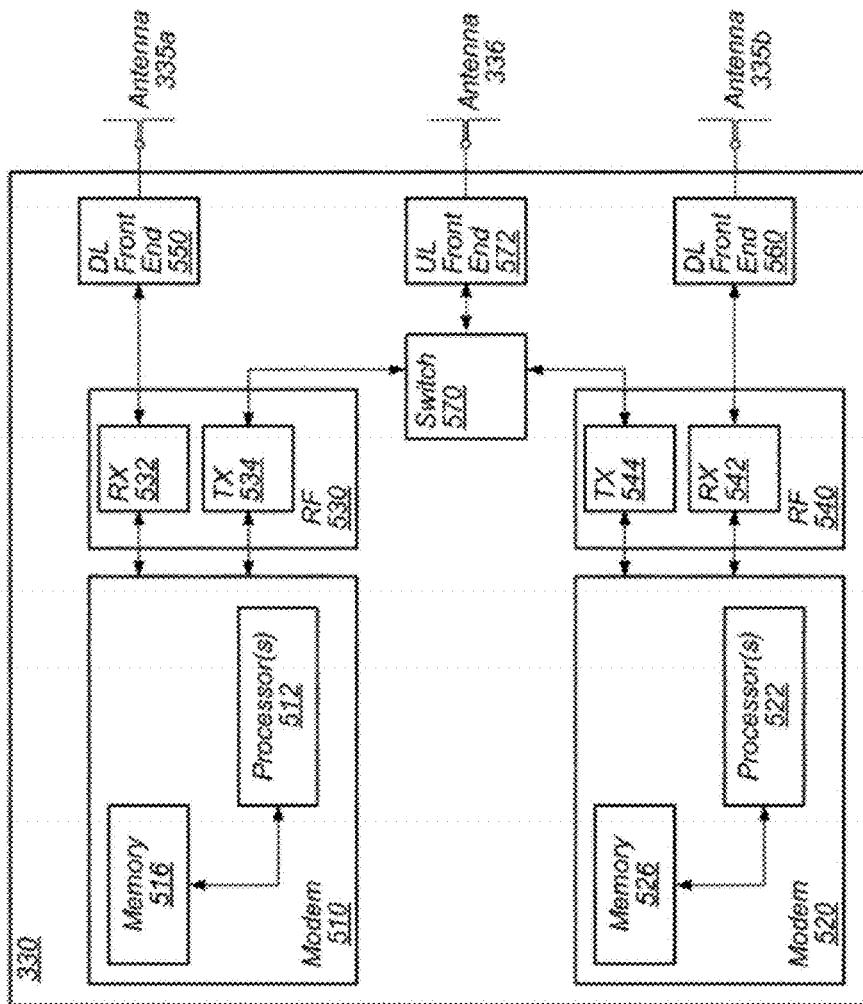 330
Memory
516
Processor(s)
512
Modem
510
RX
532
TX
534
RF
530
DL
Front
End
550
Antenna
335a
Switch
570
UL
Front
End
572
Antenna
336
Memory
526
Processor(s)
522
Modem
520
TX
544
RX
542
RF
540
DL
Front
End
560
Antenna
335b